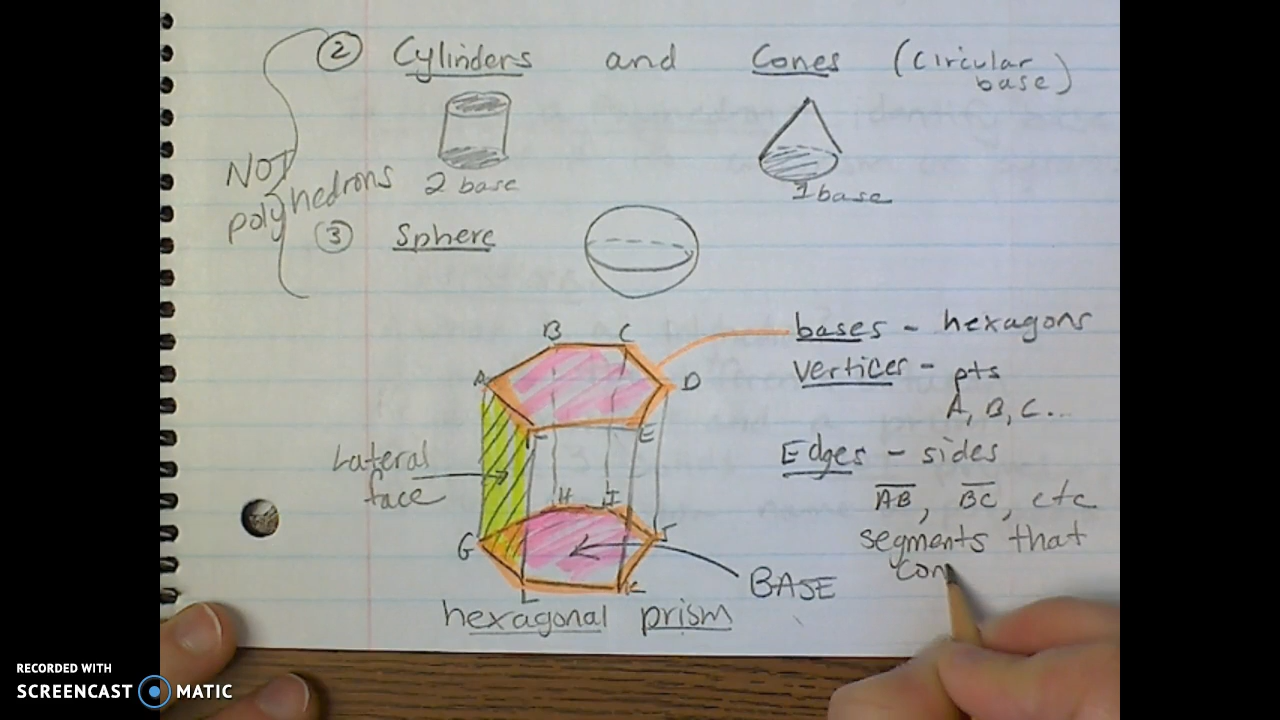 ② Cylinders and Cones (circular base)
2 base
1 base
NOT polyhedrons
③ Sphere
B C
A D
F E
H I
G J
L K
Lateral face
bases - hexagons
vertices - pts
A, B, C...
Edges - sides
AB, BC, etc
segments that
con
BASE
hexagonal prism
RECORDED WITH
SCREENCAST MATIC